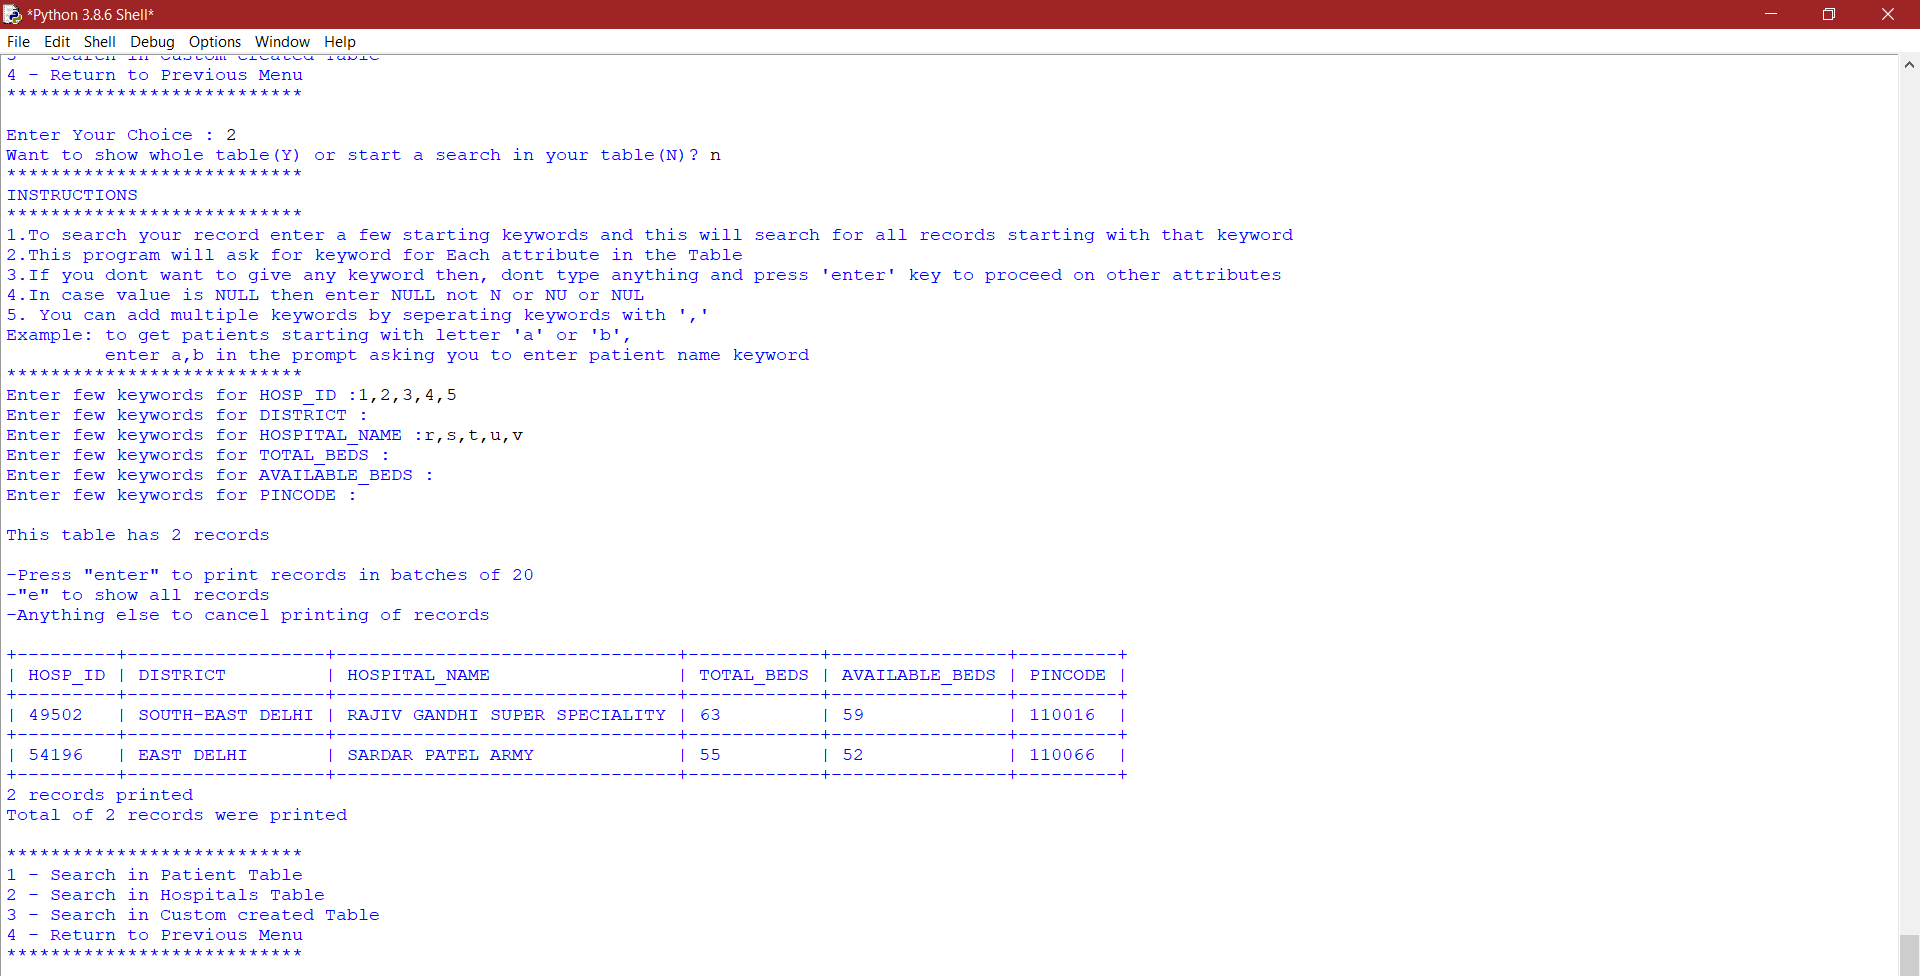 *Python 3.8.6 Shell*
File Edit Shell Debug Options Window Help
3 - Search in Custom created Table
4 - Return to Previous Menu
***************************
Enter Your Choice : 2
Want to show whole table(Y) or start a search in your table(N)? n
***************************
INSTRUCTIONS
***************************
1.To search your record enter a few starting keywords and this will search for all records starting with that keyword
2.This program will ask for keyword for Each attribute in the Table
3.If you dont want to give any keyword then, dont type anything and press 'enter' key to proceed on other attributes
4.In case value is NULL then enter NULL not N or NU or NUL
5. You can add multiple keywords by seperating keywords with ','
Example: to get patients starting with letter 'a' or 'b',
         enter a,b in the prompt asking you to enter patient name keyword
***************************
Enter few keywords for HOSP_ID :1,2,3,4,5
Enter few keywords for DISTRICT :
Enter few keywords for HOSPITAL_NAME :r,s,t,u,v
Enter few keywords for TOTAL_BEDS :
Enter few keywords for AVAILABLE_BEDS :
Enter few keywords for PINCODE :
This table has 2 records
-Press "enter" to print records in batches of 20
-"e" to show all records
-Anything else to cancel printing of records
+---------+------------------+-------------------------------+------------+----------------+---------+
| HOSP_ID | DISTRICT         | HOSPITAL_NAME                 | TOTAL_BEDS | AVAILABLE_BEDS | PINCODE |
+---------+------------------+-------------------------------+------------+----------------+---------+
| 49502   | SOUTH-EAST DELHI | RAJIV GANDHI SUPER SPECIALITY | 63         | 59             | 110016  |
+---------+------------------+-------------------------------+------------+----------------+---------+
| 54196   | EAST DELHI       | SARDAR PATEL ARMY             | 55         | 52             | 110066  |
+---------+------------------+-------------------------------+------------+----------------+---------+
2 records printed
Total of 2 records were printed
***************************
1 - Search in Patient Table
2 - Search in Hospitals Table
3 - Search in Custom created Table
4 - Return to Previous Menu
***************************